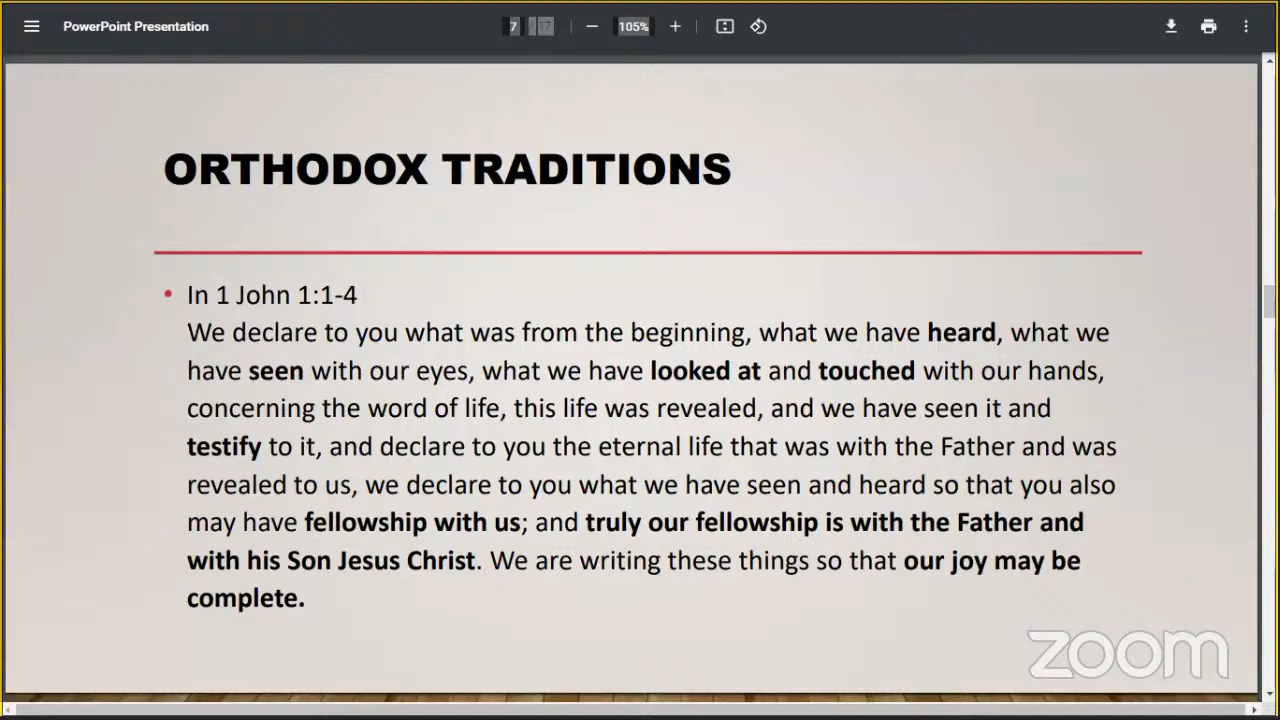 PowerPoint Presentation
7 / 17
105%
ORTHODOX TRADITIONS
• In 1 John 1:1-4
We declare to you what was from the beginning, what we have heard, what we
have seen with our eyes, what we have looked at and touched with our hands,
concerning the word of life, this life was revealed, and we have seen it and
testify to it, and declare to you the eternal life that was with the Father and was
revealed to us, we declare to you what we have seen and heard so that you also
may have fellowship with us; and truly our fellowship is with the Father and
with his Son Jesus Christ. We are writing these things so that our joy may be
complete.
zoom